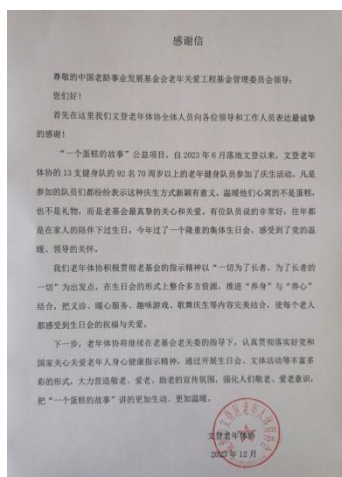 感谢信
尊敬的中国老龄事业发展基金会老年关爱工程基金管理委员会领导：
您们好！
首先在这里我们文登老年体协全体人员向各位领导和工作人员表达最诚挚
的感谢！
“一个蛋糕的故事”公益项目，自 2023 年 6 月落地文登以来，文登老年
体协的 13 支健身队的 92 名 70 周岁以上的老年健身队员参加了庆生活动，凡是
参加的队员们都纷纷表示这种庆生方式新颖有意义，温暖他们心窝的不是蛋糕，
也不是礼物，而是老基会最真挚的关心和关爱，有位队员说的非常好：往年都
是在家人的陪伴下过生日，今年过了一个隆重的集体生日会，感受到了党的温
暖、领导的关怀。
我们老年体协积极贯彻老基会的指示精神以“一切为了长者、为了长者的
一切”为出发点，在生日会的形式上整合多方资源，推进“养身”与“养心”
结合，把义诊、暖心服务、趣味游戏、歌舞庆生等内容完美结合，使每个老人
都感受到生日会的祝福与关爱。
下一步，老年体协将继续在老基会老关委的指导下，认真贯彻落实好党和
国家关心关爱老年人身心健康指示精神，通过开展生日会、文体活动等丰富多
彩的形式，大力营造敬老、爱老、助老的宣传氛围，强化人们敬老、爱老意识，
把“一个蛋糕的故事”讲的更加生动、更加温暖。
文登老年体协
2023 年 12 月